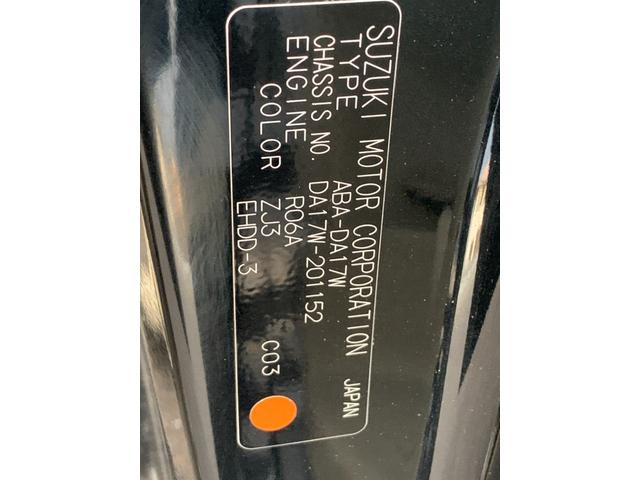 SUZUKI MOTOR CORPORATION JAPAN
TYPE ABA-DA17W
CHASSIS NO. DA17W-201152
ENGINE R06A
COLOR ZJ3 C03
EHDD-3